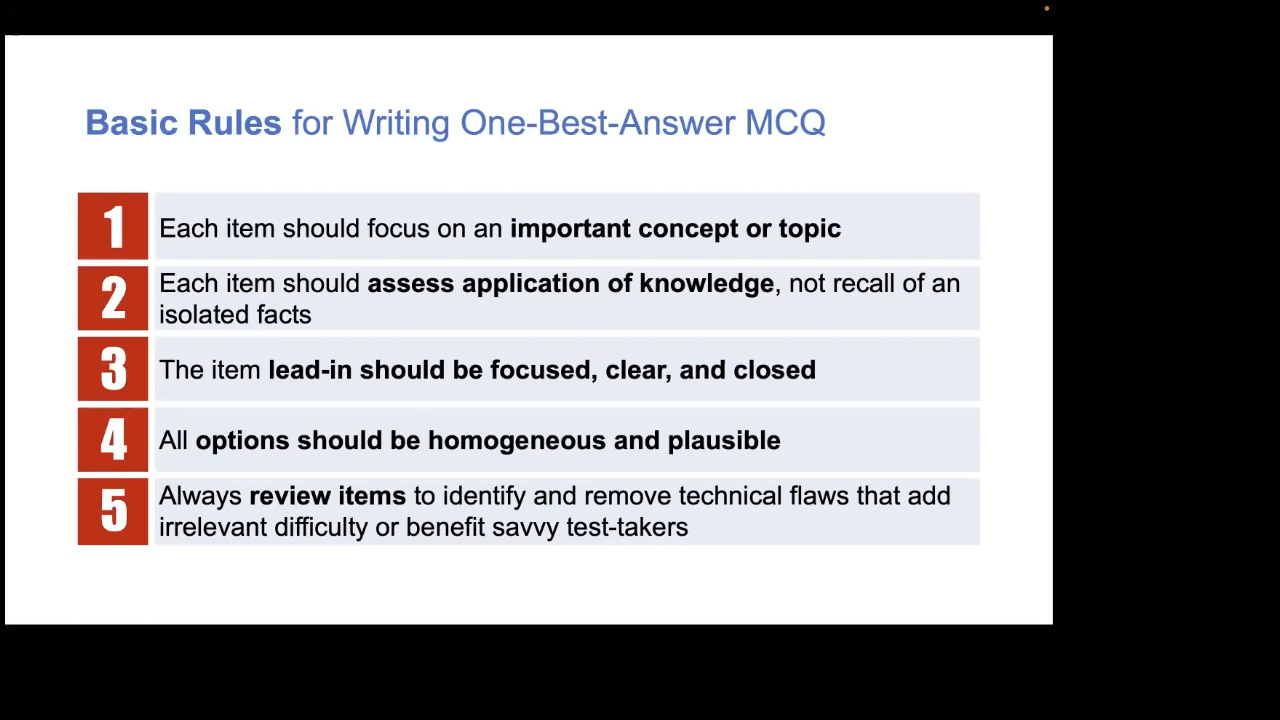 Basic Rules for Writing One-Best-Answer MCQ
1 Each item should focus on an important concept or topic
2 Each item should assess application of knowledge, not recall of an
isolated facts
3 The item lead-in should be focused, clear, and closed
4 All options should be homogeneous and plausible
5 Always review items to identify and remove technical flaws that add
irrelevant difficulty or benefit savvy test-takers